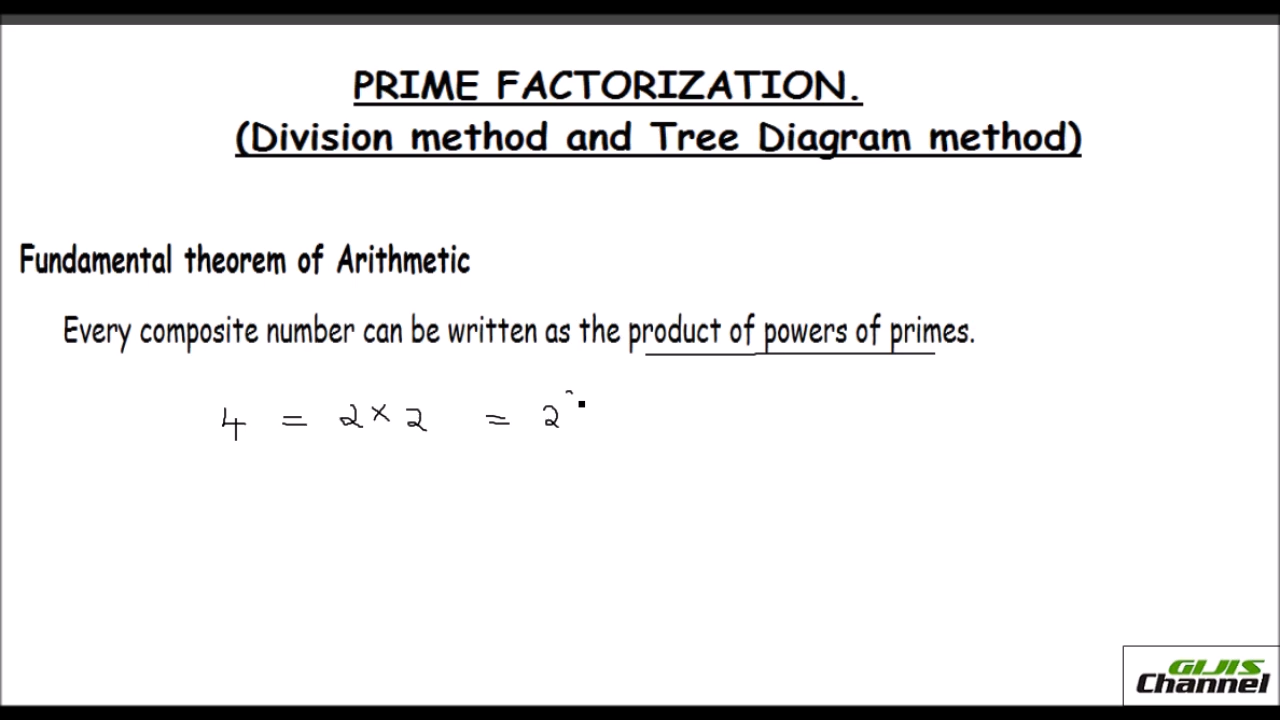 PRIME FACTORIZATION.
(Division method and Tree Diagram method)
Fundamental theorem of Arithmetic
Every composite number can be written as the product of powers of primes.
4 = 2 × 2 = 2
GIJIS
Channel